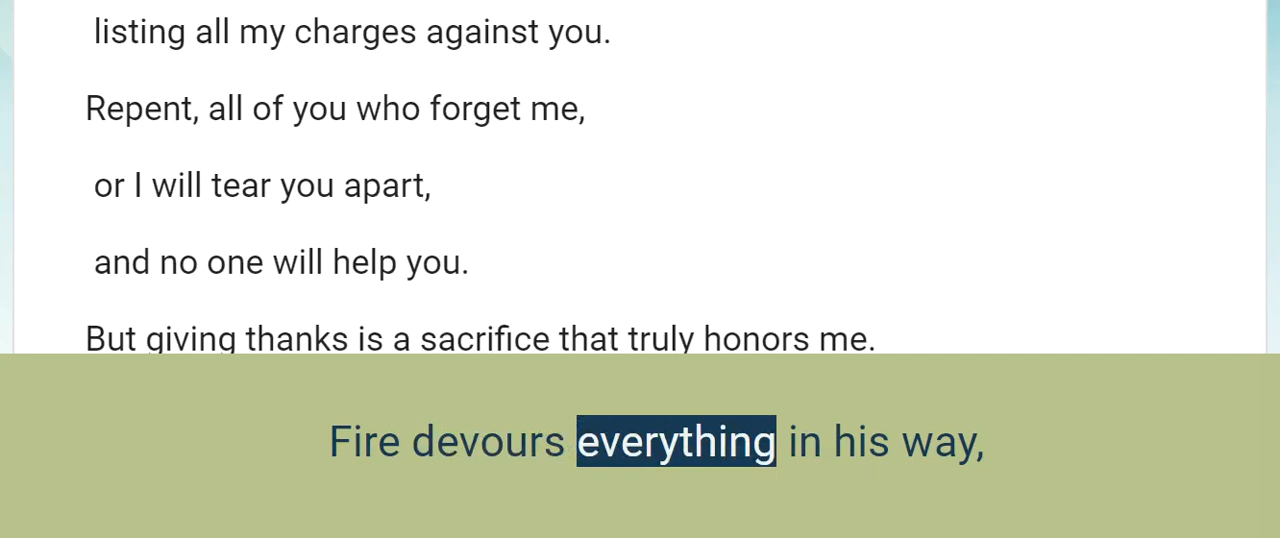 listing all my charges against you.
Repent, all of you who forget me,
or I will tear you apart,
and no one will help you.
But giving thanks is a sacrifice that truly honors me.
Fire devours everything in his way,